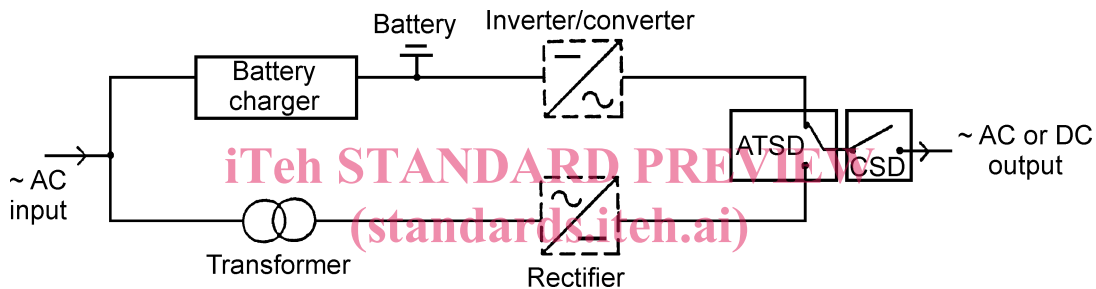 Battery
Inverter/converter
Battery
charger
ATSD
CSD
~ AC or DC
output
iTeh STANDARD PREVIEW
(standards.iteh.ai)
~ AC
input
Transformer
Rectifier